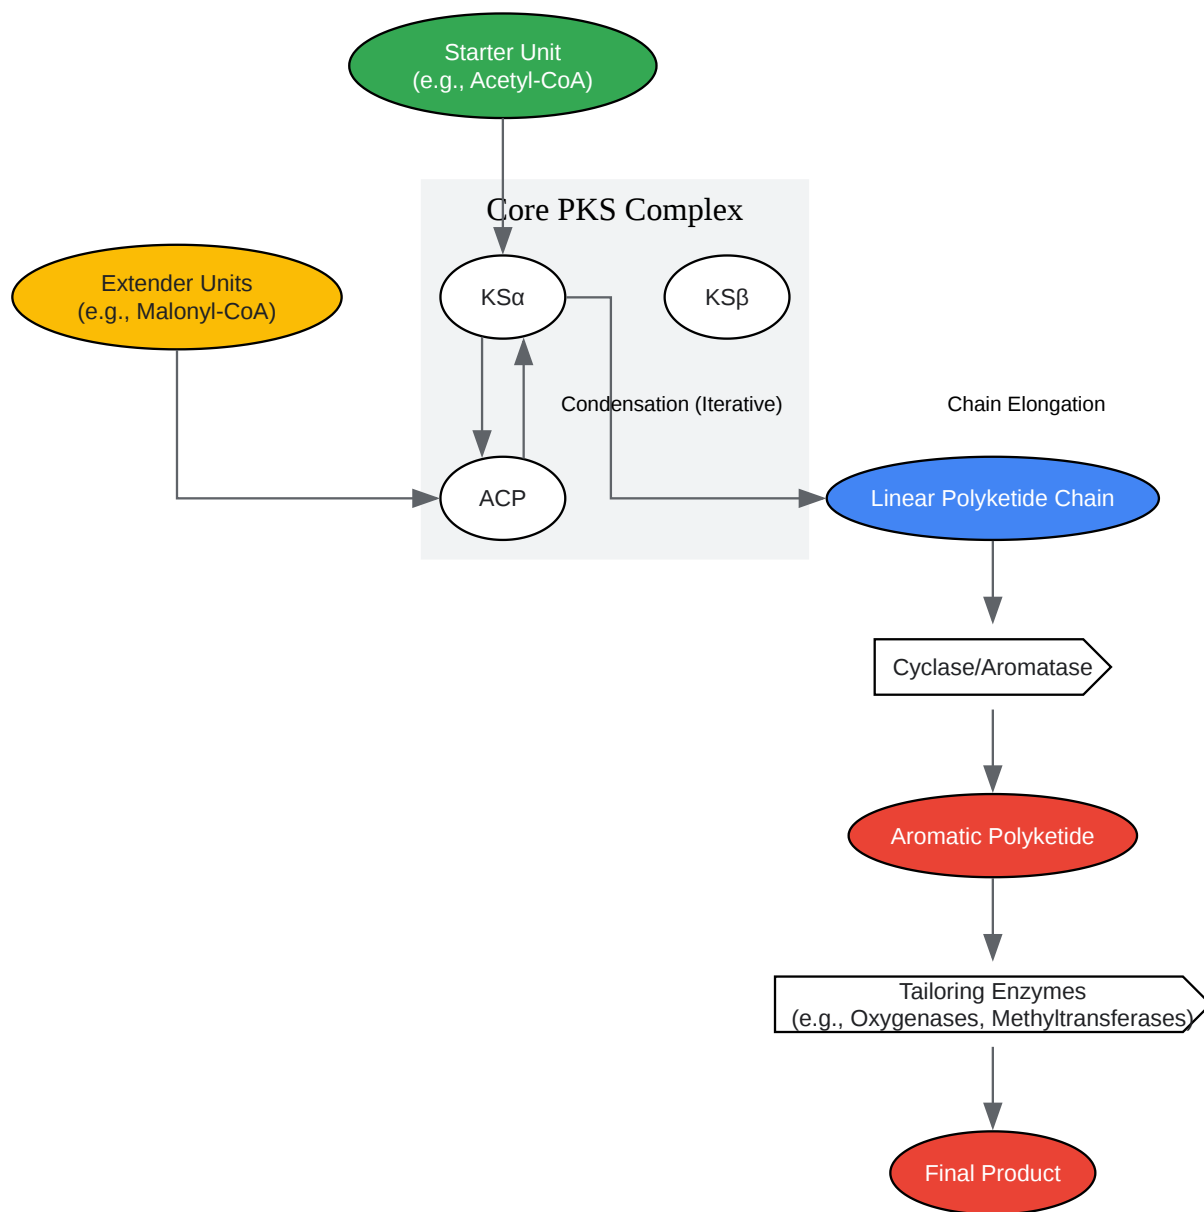 Starter Unit
(e.g., Acetyl-CoA)
Core PKS Complex
Extender Units
(e.g., Malonyl-CoA)
KSα
KSβ
Condensation (Iterative)
Chain Elongation
ACP
Linear Polyketide Chain
Cyclase/Aromatase
Aromatic Polyketide
Tailoring Enzymes
(e.g., Oxygenases, Methyltransferases)
Final Product